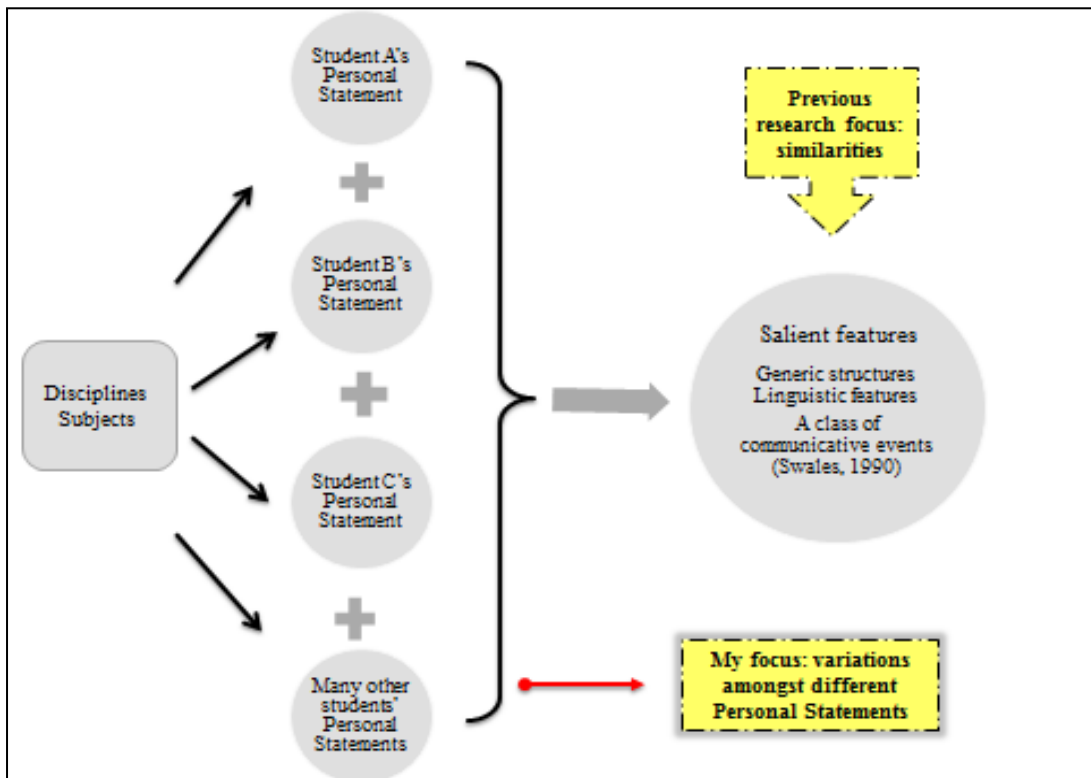 Student A's
Personal
Statement
Previous
research focus:
similarities
Student B's
Personal
Statement
Salient features
Generic structures
Linguistic features
A class of
communicative events
(Swales, 1990)
Disciplines
Subjects
Student C's
Personal
Statement
My focus: variations
amongst different
Personal Statements
Many other
students'
Personal
Statements